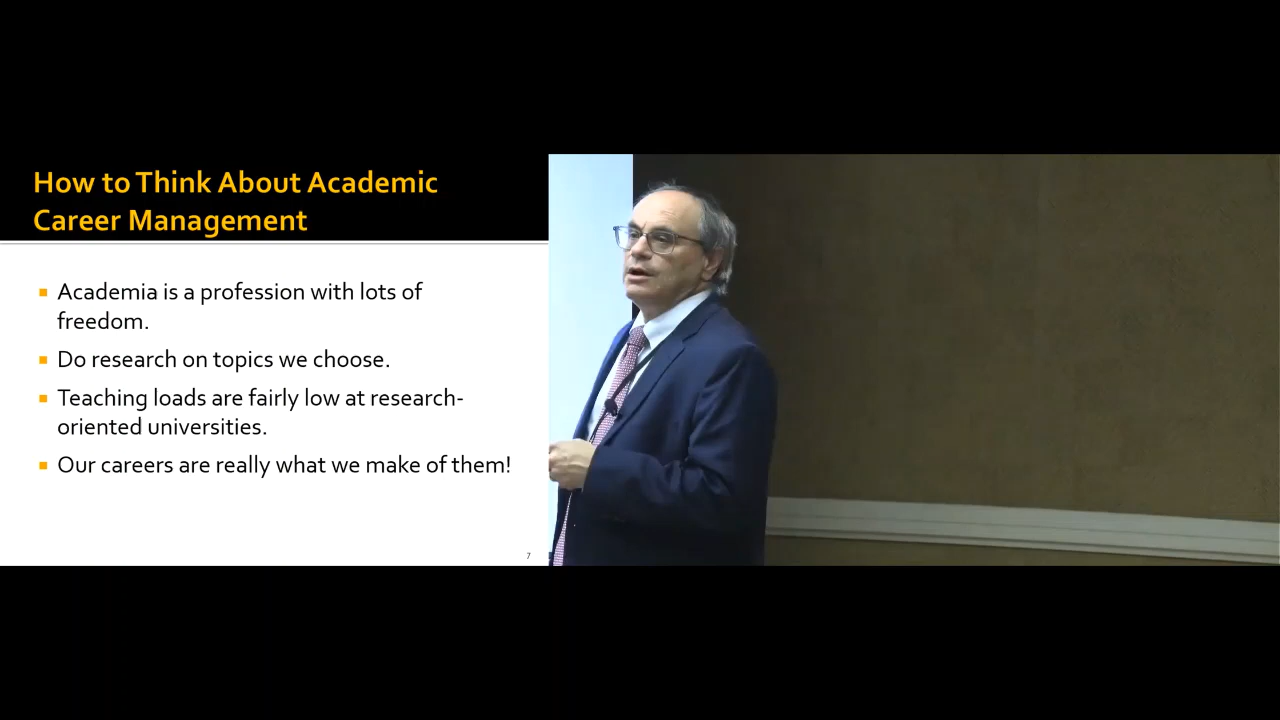 How to Think About Academic
Career Management
Academia is a profession with lots of
freedom.
Do research on topics we choose.
Teaching loads are fairly low at research-
oriented universities.
Our careers are really what we make of them!
7